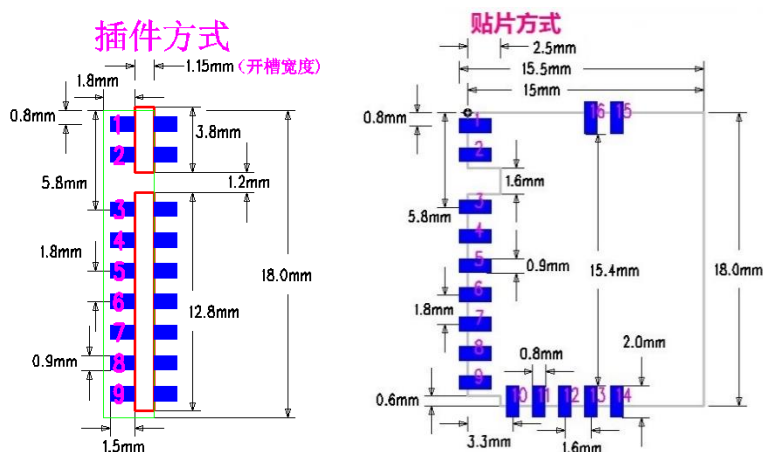 插件方式
1.15mm(开槽宽度)
1.8mm
0.8mm
1
3.8mm
2
1.2mm
5.8mm
3
4
1.8mm
5
18.0mm
6
12.8mm
7
0.9mm
8
9
1.5mm
贴片方式
2.5mm
15.5mm
15mm
0.8mm
1
16
15
2
1.6mm
5.8mm
3
4
5
0.9mm
15.4mm
18.0mm
6
1.8mm
7
8
0.8mm
2.0mm
9
0.6mm
10
11
12
13
14
3.3mm
1.6mm